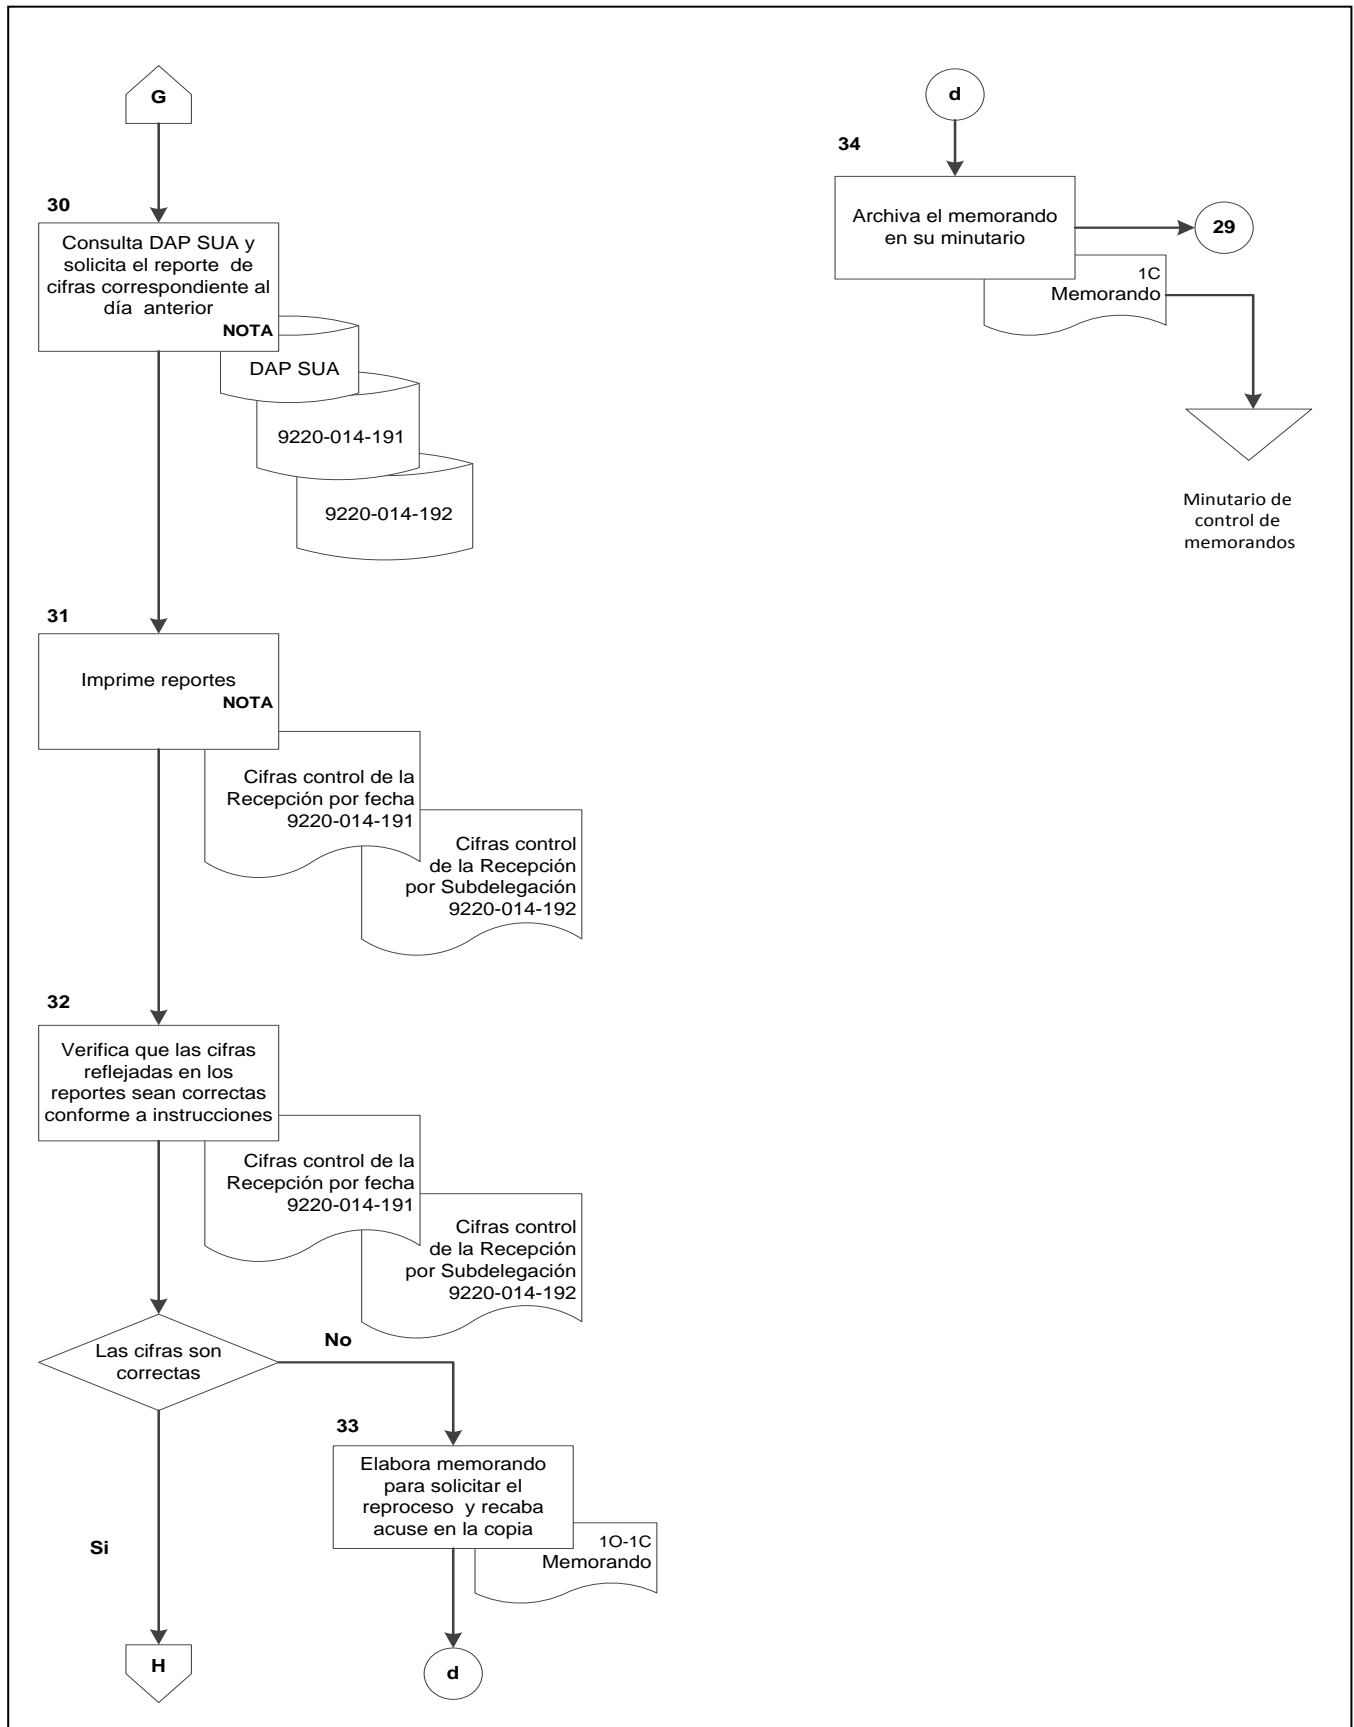 G
30
Consulta DAP SUA y
solicita el reporte de
cifras correspondiente al
día anterior
NOTA
DAP SUA
9220-014-191
9220-014-192
31
Imprime reportes
NOTA
Cifras control de la
Recepción por fecha
9220-014-191
Cifras control
de la Recepción
por Subdelegación
9220-014-192
32
Verifica que las cifras
reflejadas en los
reportes sean correctas
conforme a instrucciones
Cifras control de la
Recepción por fecha
9220-014-191
Cifras control
de la Recepción
por Subdelegación
9220-014-192
Las cifras son
correctas
No
33
Elabora memorando
para solicitar el
reproceso y recaba
acuse en la copia
1O-1C
Memorando
Si
H
d
d
34
Archiva el memorando
en su minutario
29
1C
Memorando
Minutario de
control de
memorandos